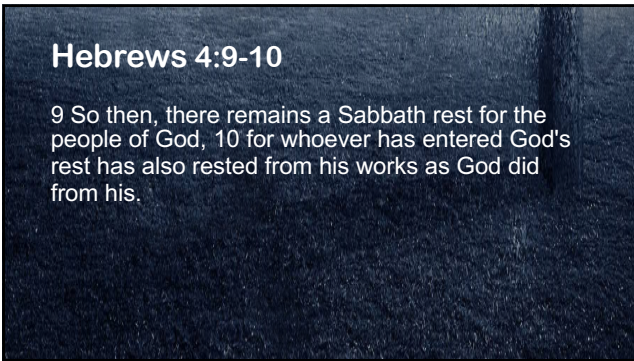 Hebrews 4:9-10
9 So then, there remains a Sabbath rest for the
people of God, 10 for whoever has entered God's
rest has also rested from his works as God did
from his.